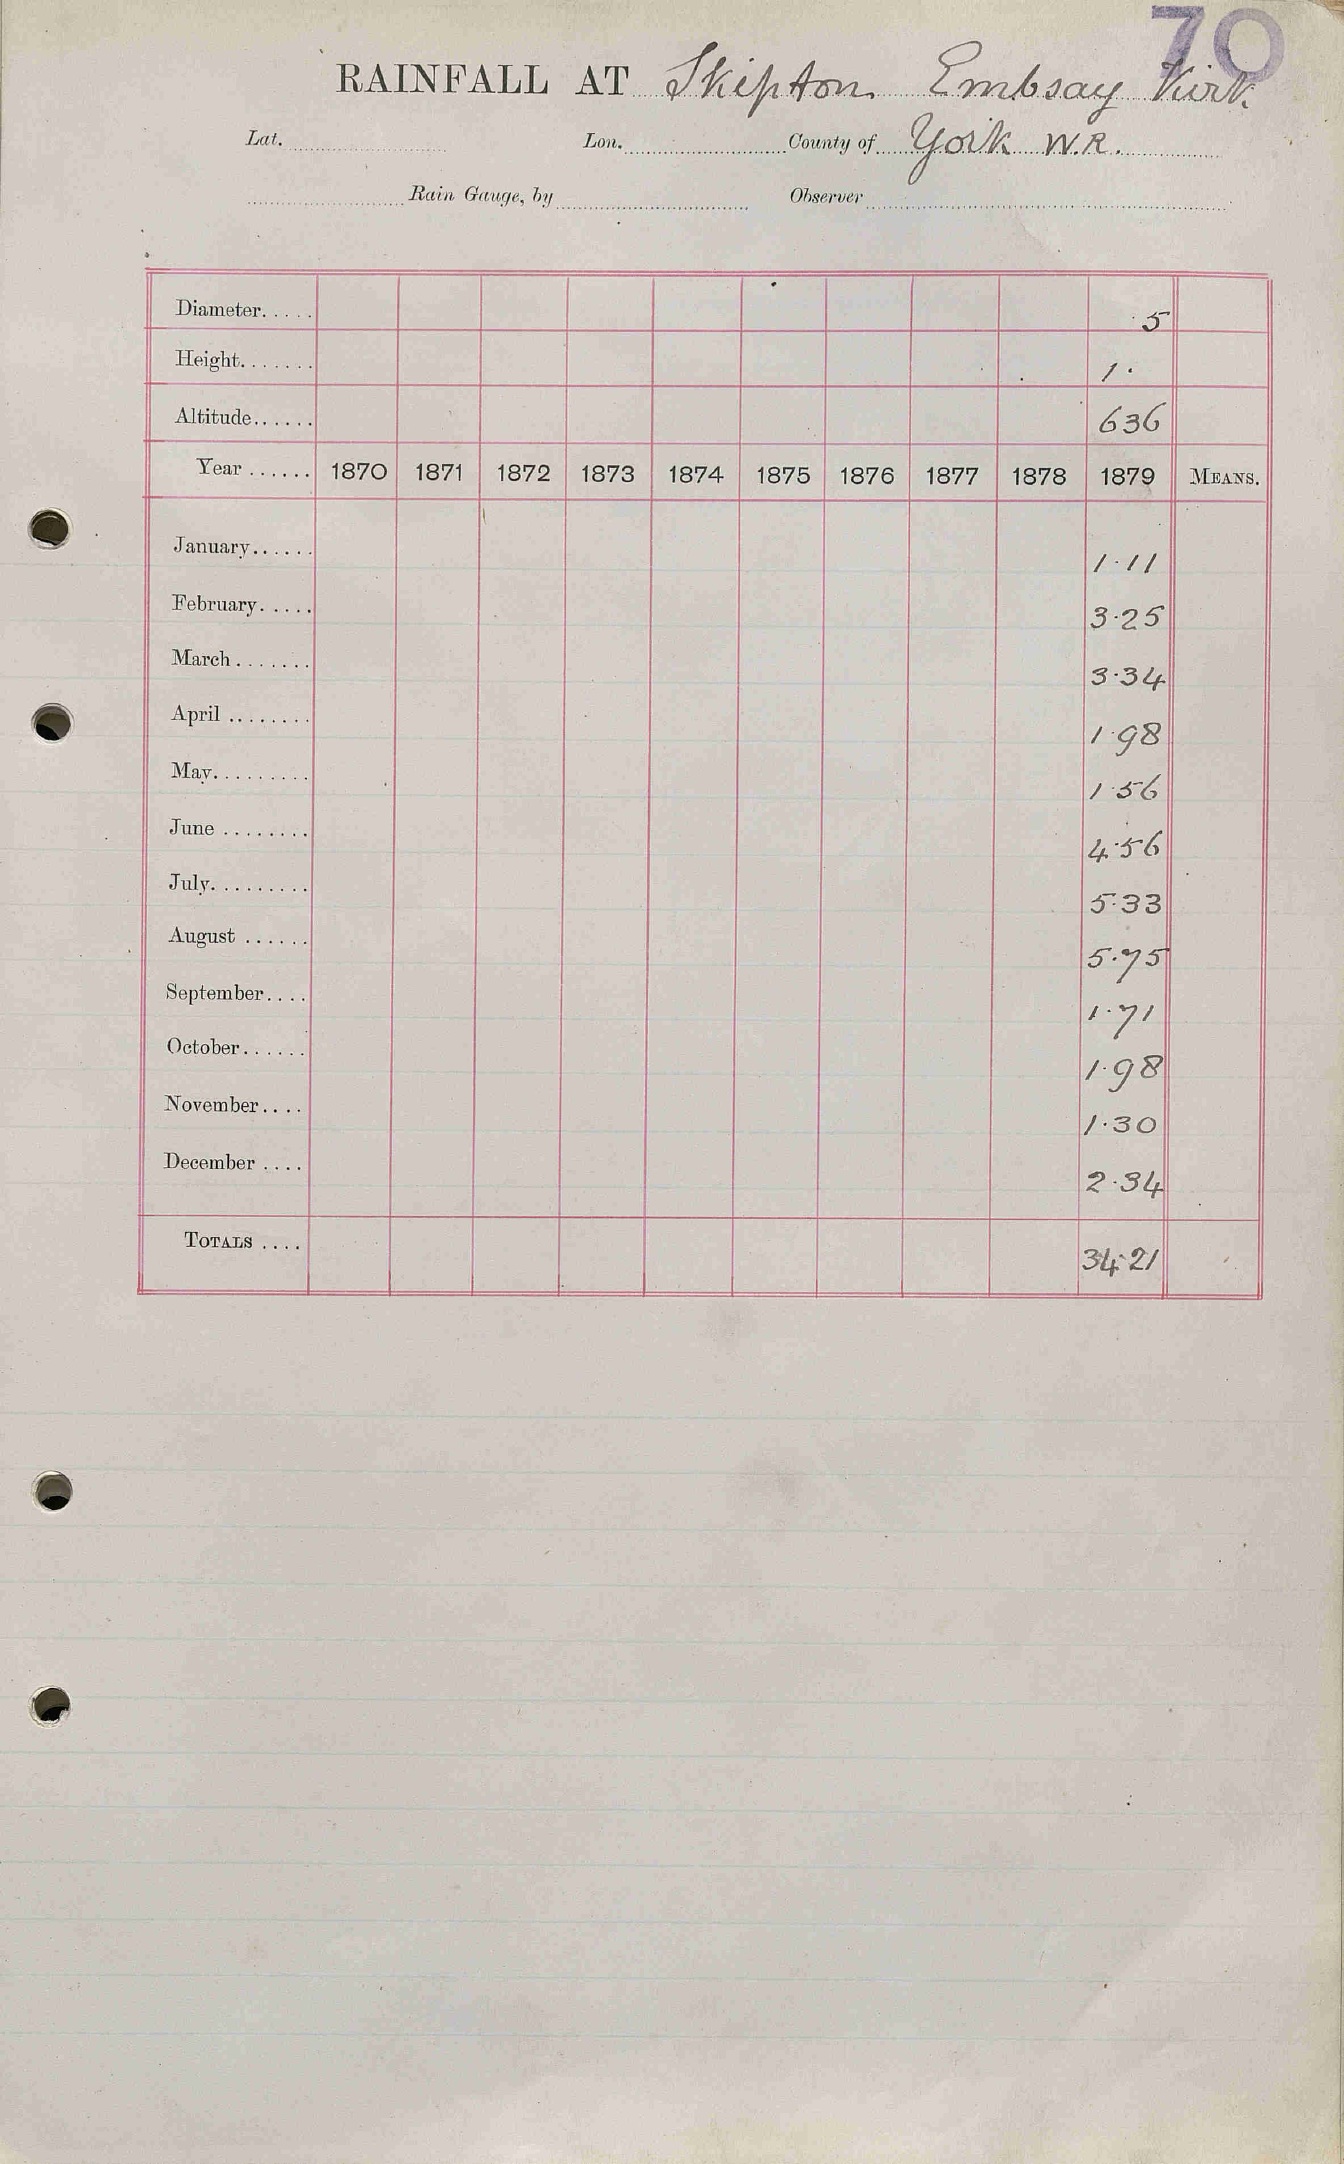 70
RAINFALL AT Skipton Embsay Kirk
Lat. Lon. County of York W.R.
Rain Gauge, by Observer
Diameter..... 5
Height....... 1.
Altitude...... 636
Year...... 1870 1871 1872 1873 1874 1875 1876 1877 1878 1879 MEANS.
January...... 1.11
February..... 3.25
March....... 3.34
April........ 1.98
May......... 1.56
June........ 4.56
July......... 5.33
August...... 5.75
September.... 1.71
October...... 1.98
November.... 1.30
December.... 2.34
TOTALS.... 34.21